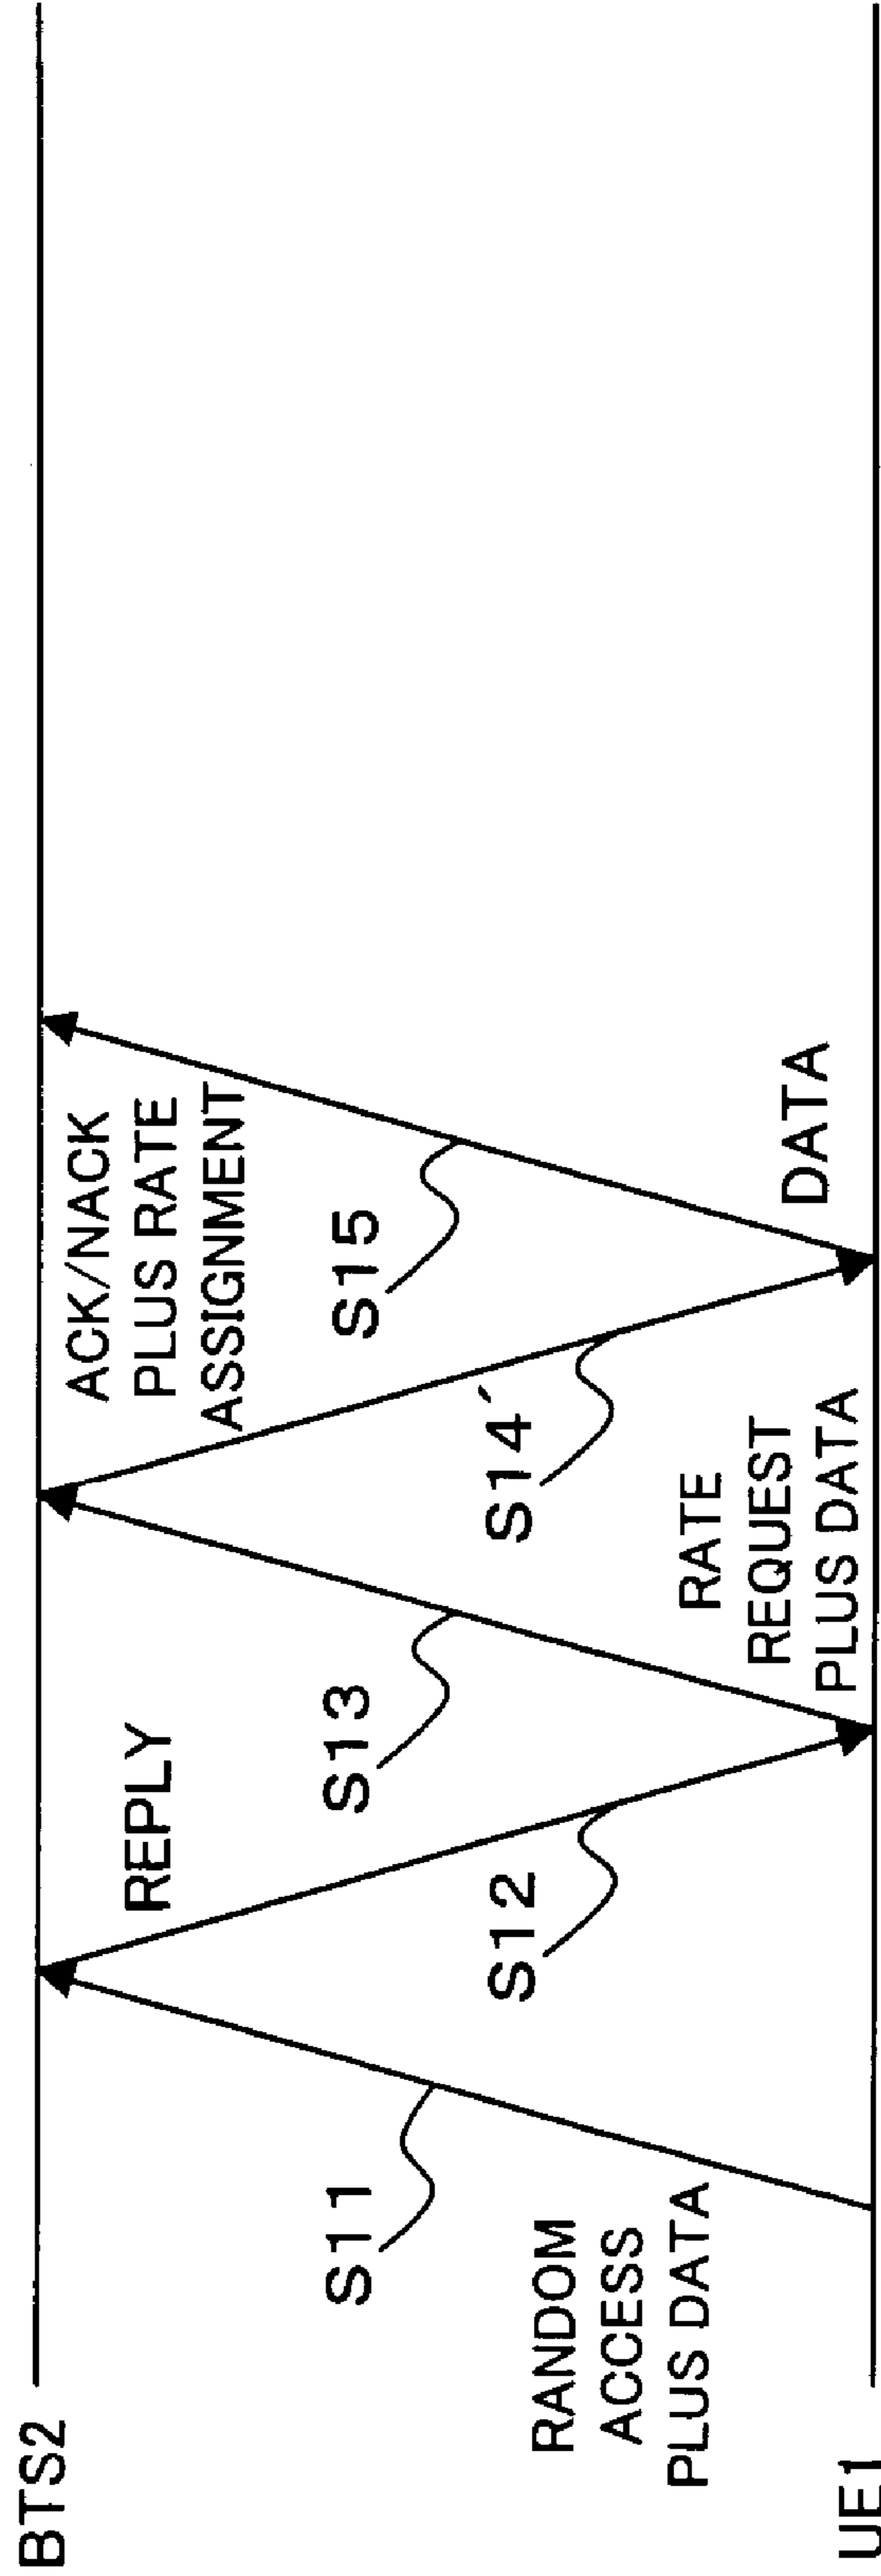 BTS2
UE1
RANDOM
ACCESS
PLUS DATA
S11
REPLY
S12
S13
RATE
REQUEST
PLUS DATA
ACK/NACK
PLUS RATE
ASSIGNMENT
S14´
S15
DATA